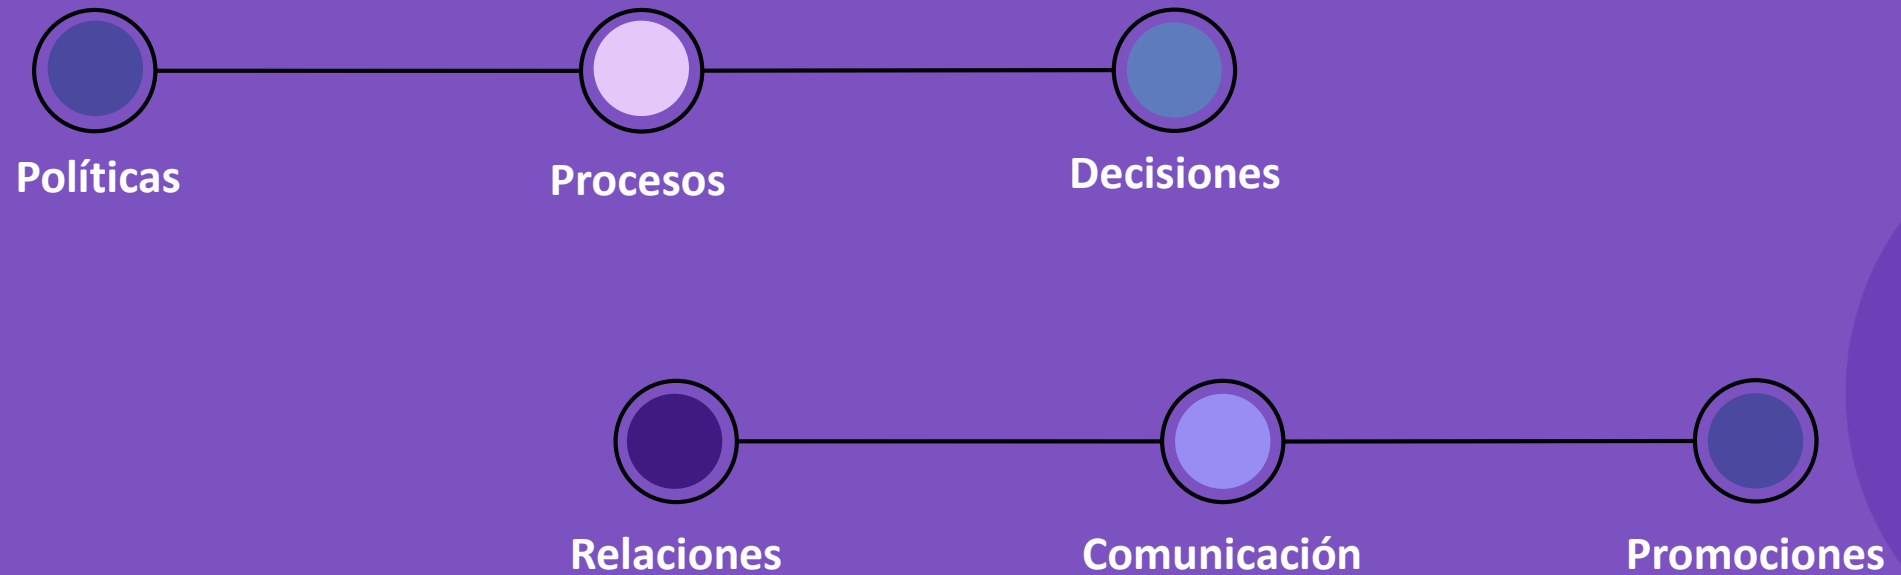 Políticas
Procesos
Decisiones
Relaciones
Comunicación
Promociones